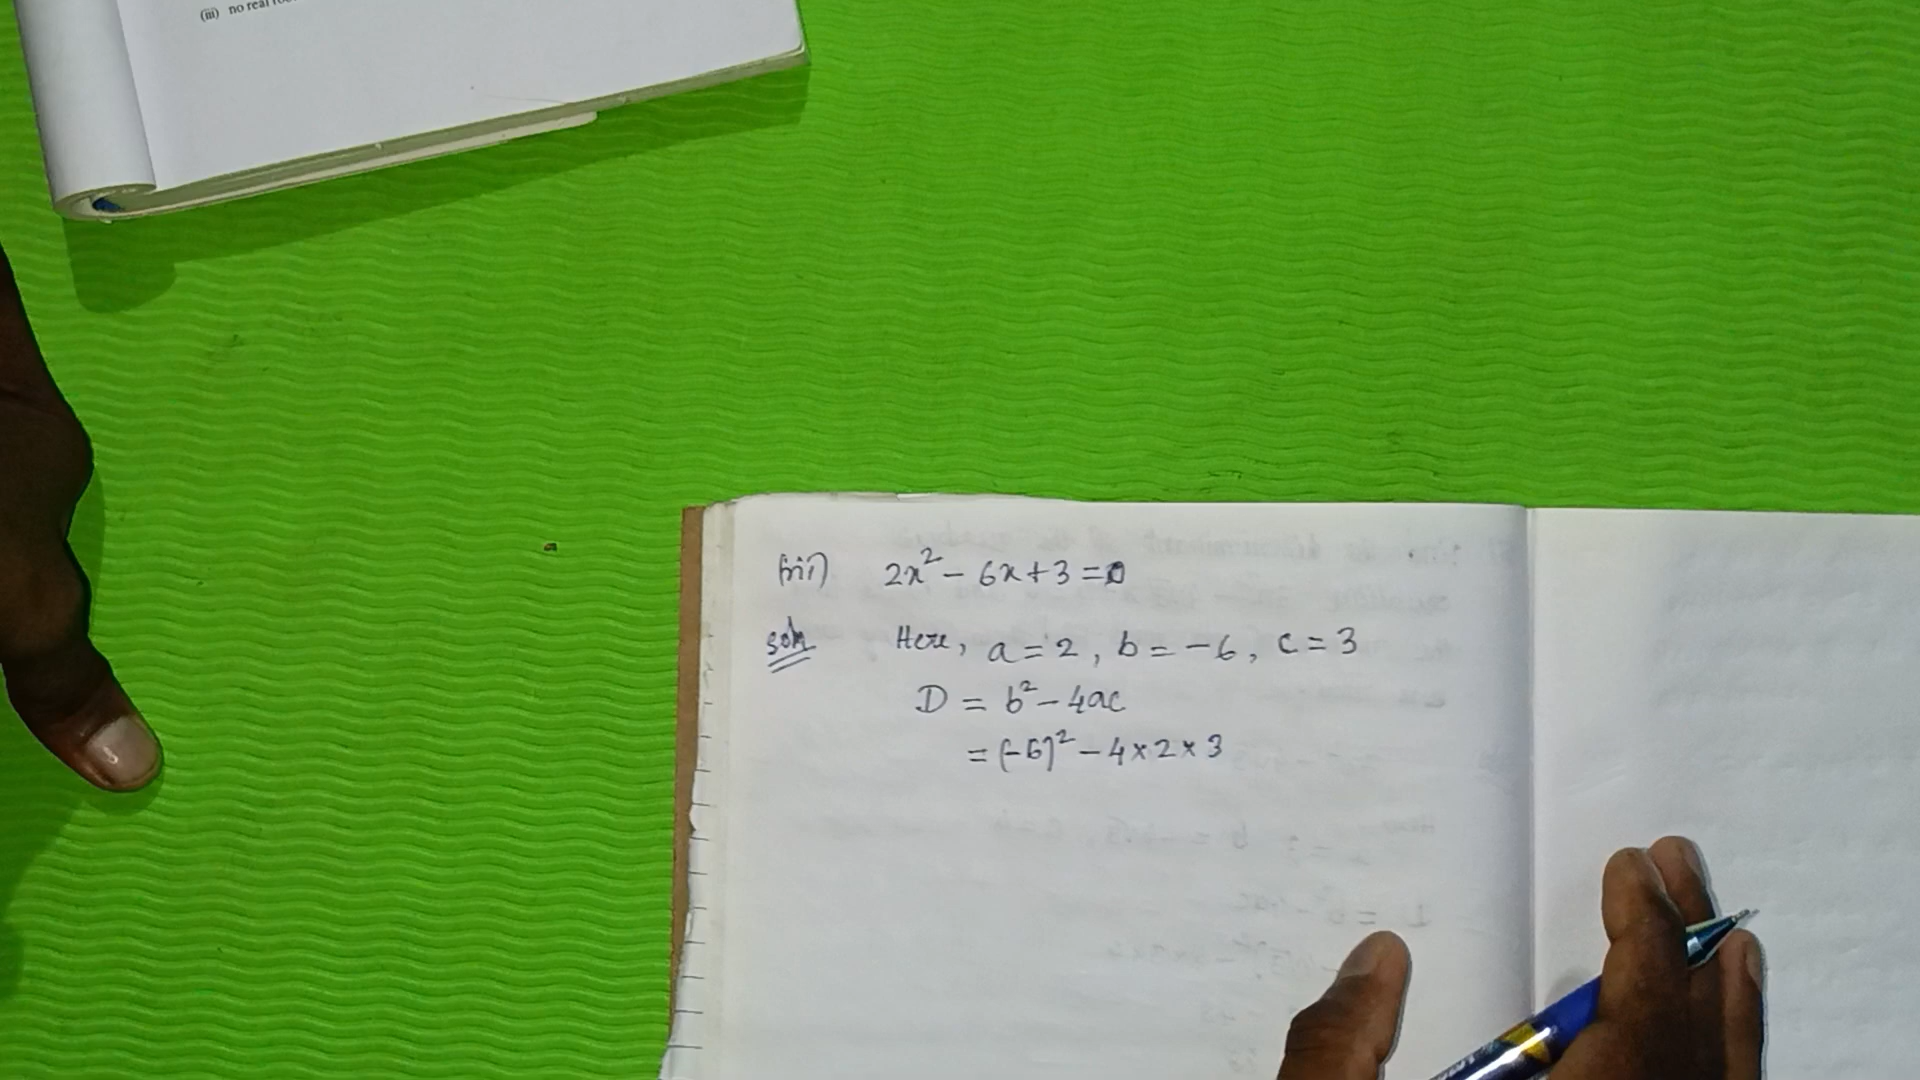 (iii) no real
(iii) 2x² - 6x + 3 = 0
Soln Here, a = 2, b = -6, c = 3
D = b² - 4ac
= (-6)² - 4 × 2 × 3